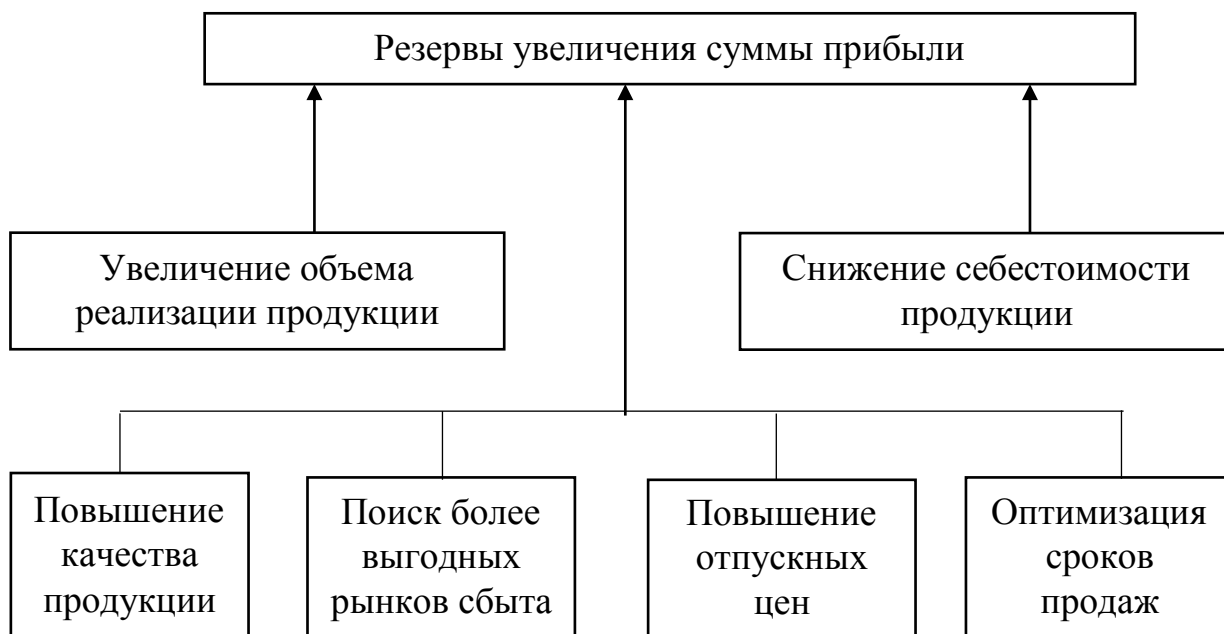 Резервы увеличения суммы прибыли
Увеличение объема
реализации продукции
Снижение себестоимости
продукции
Повышение
качества
продукции
Поиск более
выгодных
рынков сбыта
Повышение
отпускных
цен
Оптимизация
сроков
продаж